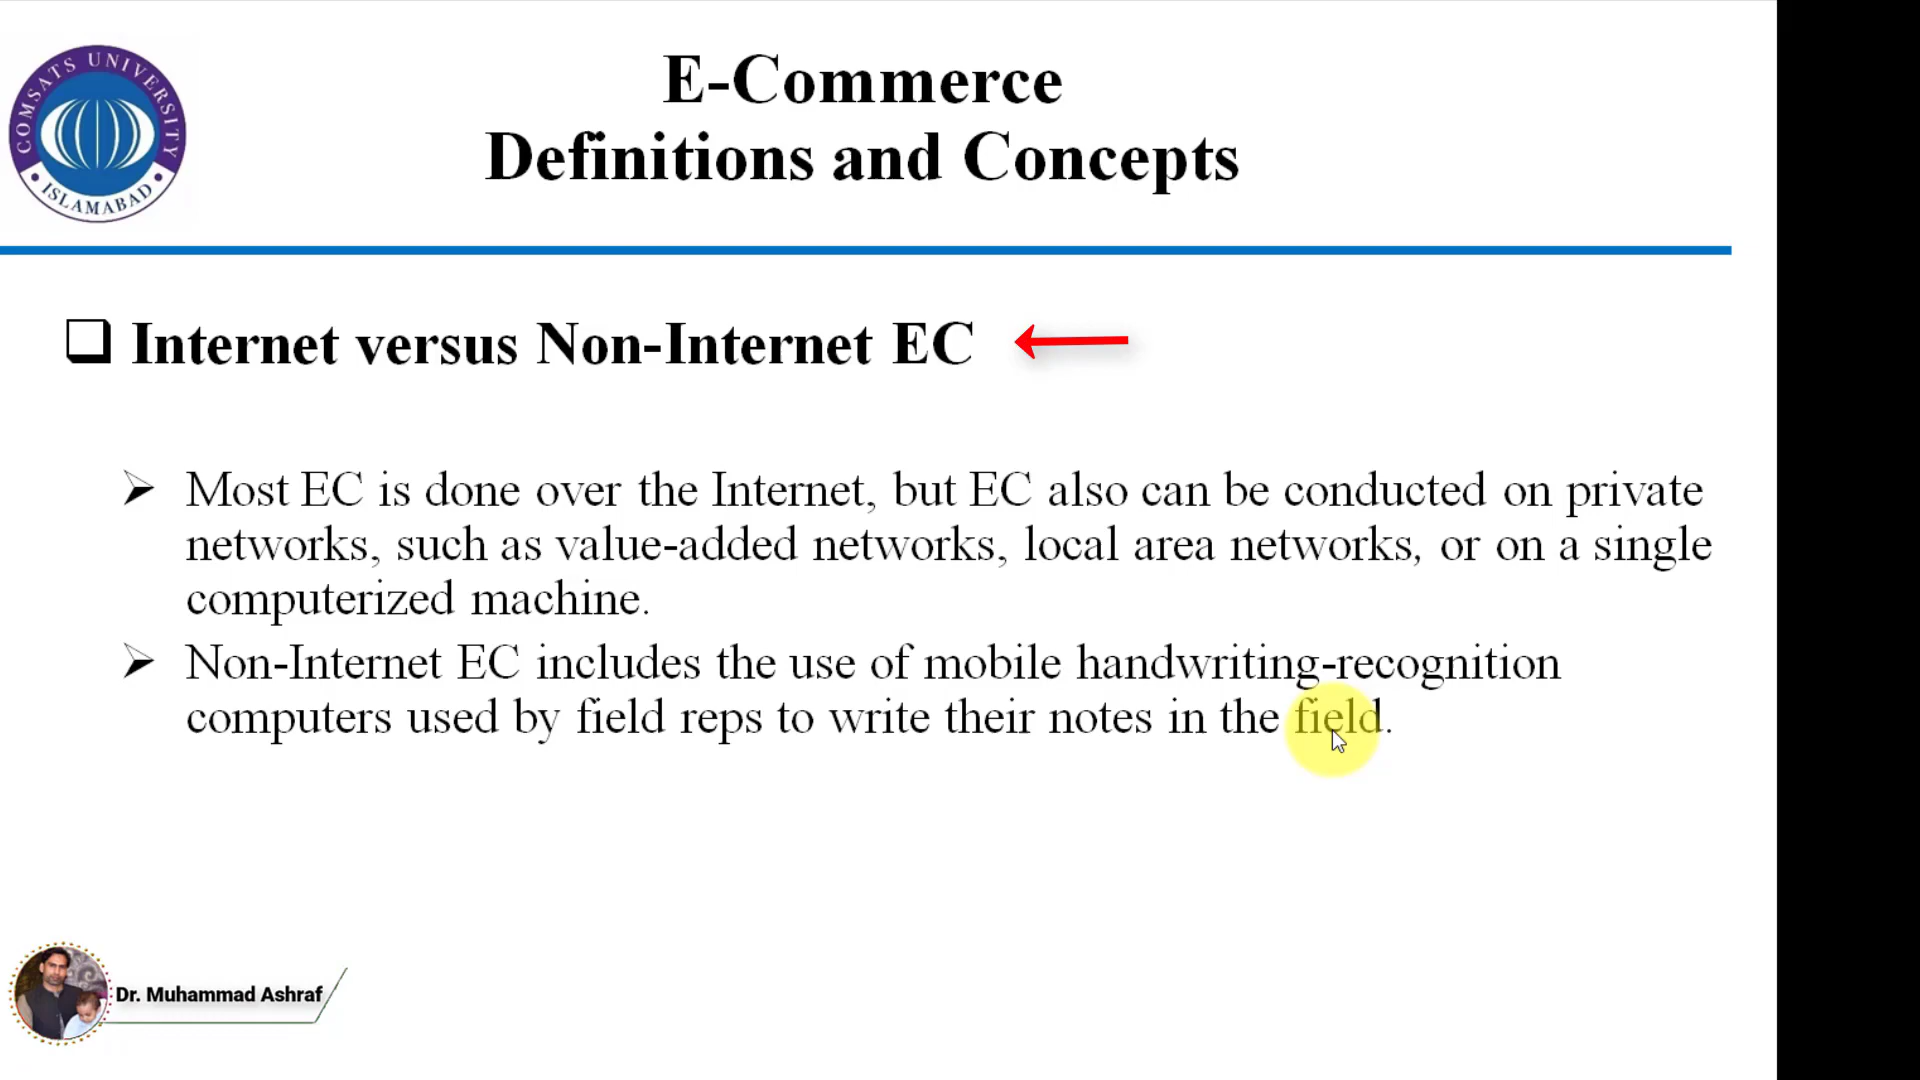 COMSATS UNIVERSITY
ISLAMABAD
E-Commerce
Definitions and Concepts
Internet versus Non-Internet EC
Most EC is done over the Internet, but EC also can be conducted on private
networks, such as value-added networks, local area networks, or on a single
computerized machine.
Non-Internet EC includes the use of mobile handwriting-recognition
computers used by field reps to write their notes in the field.
Dr. Muhammad Ashraf